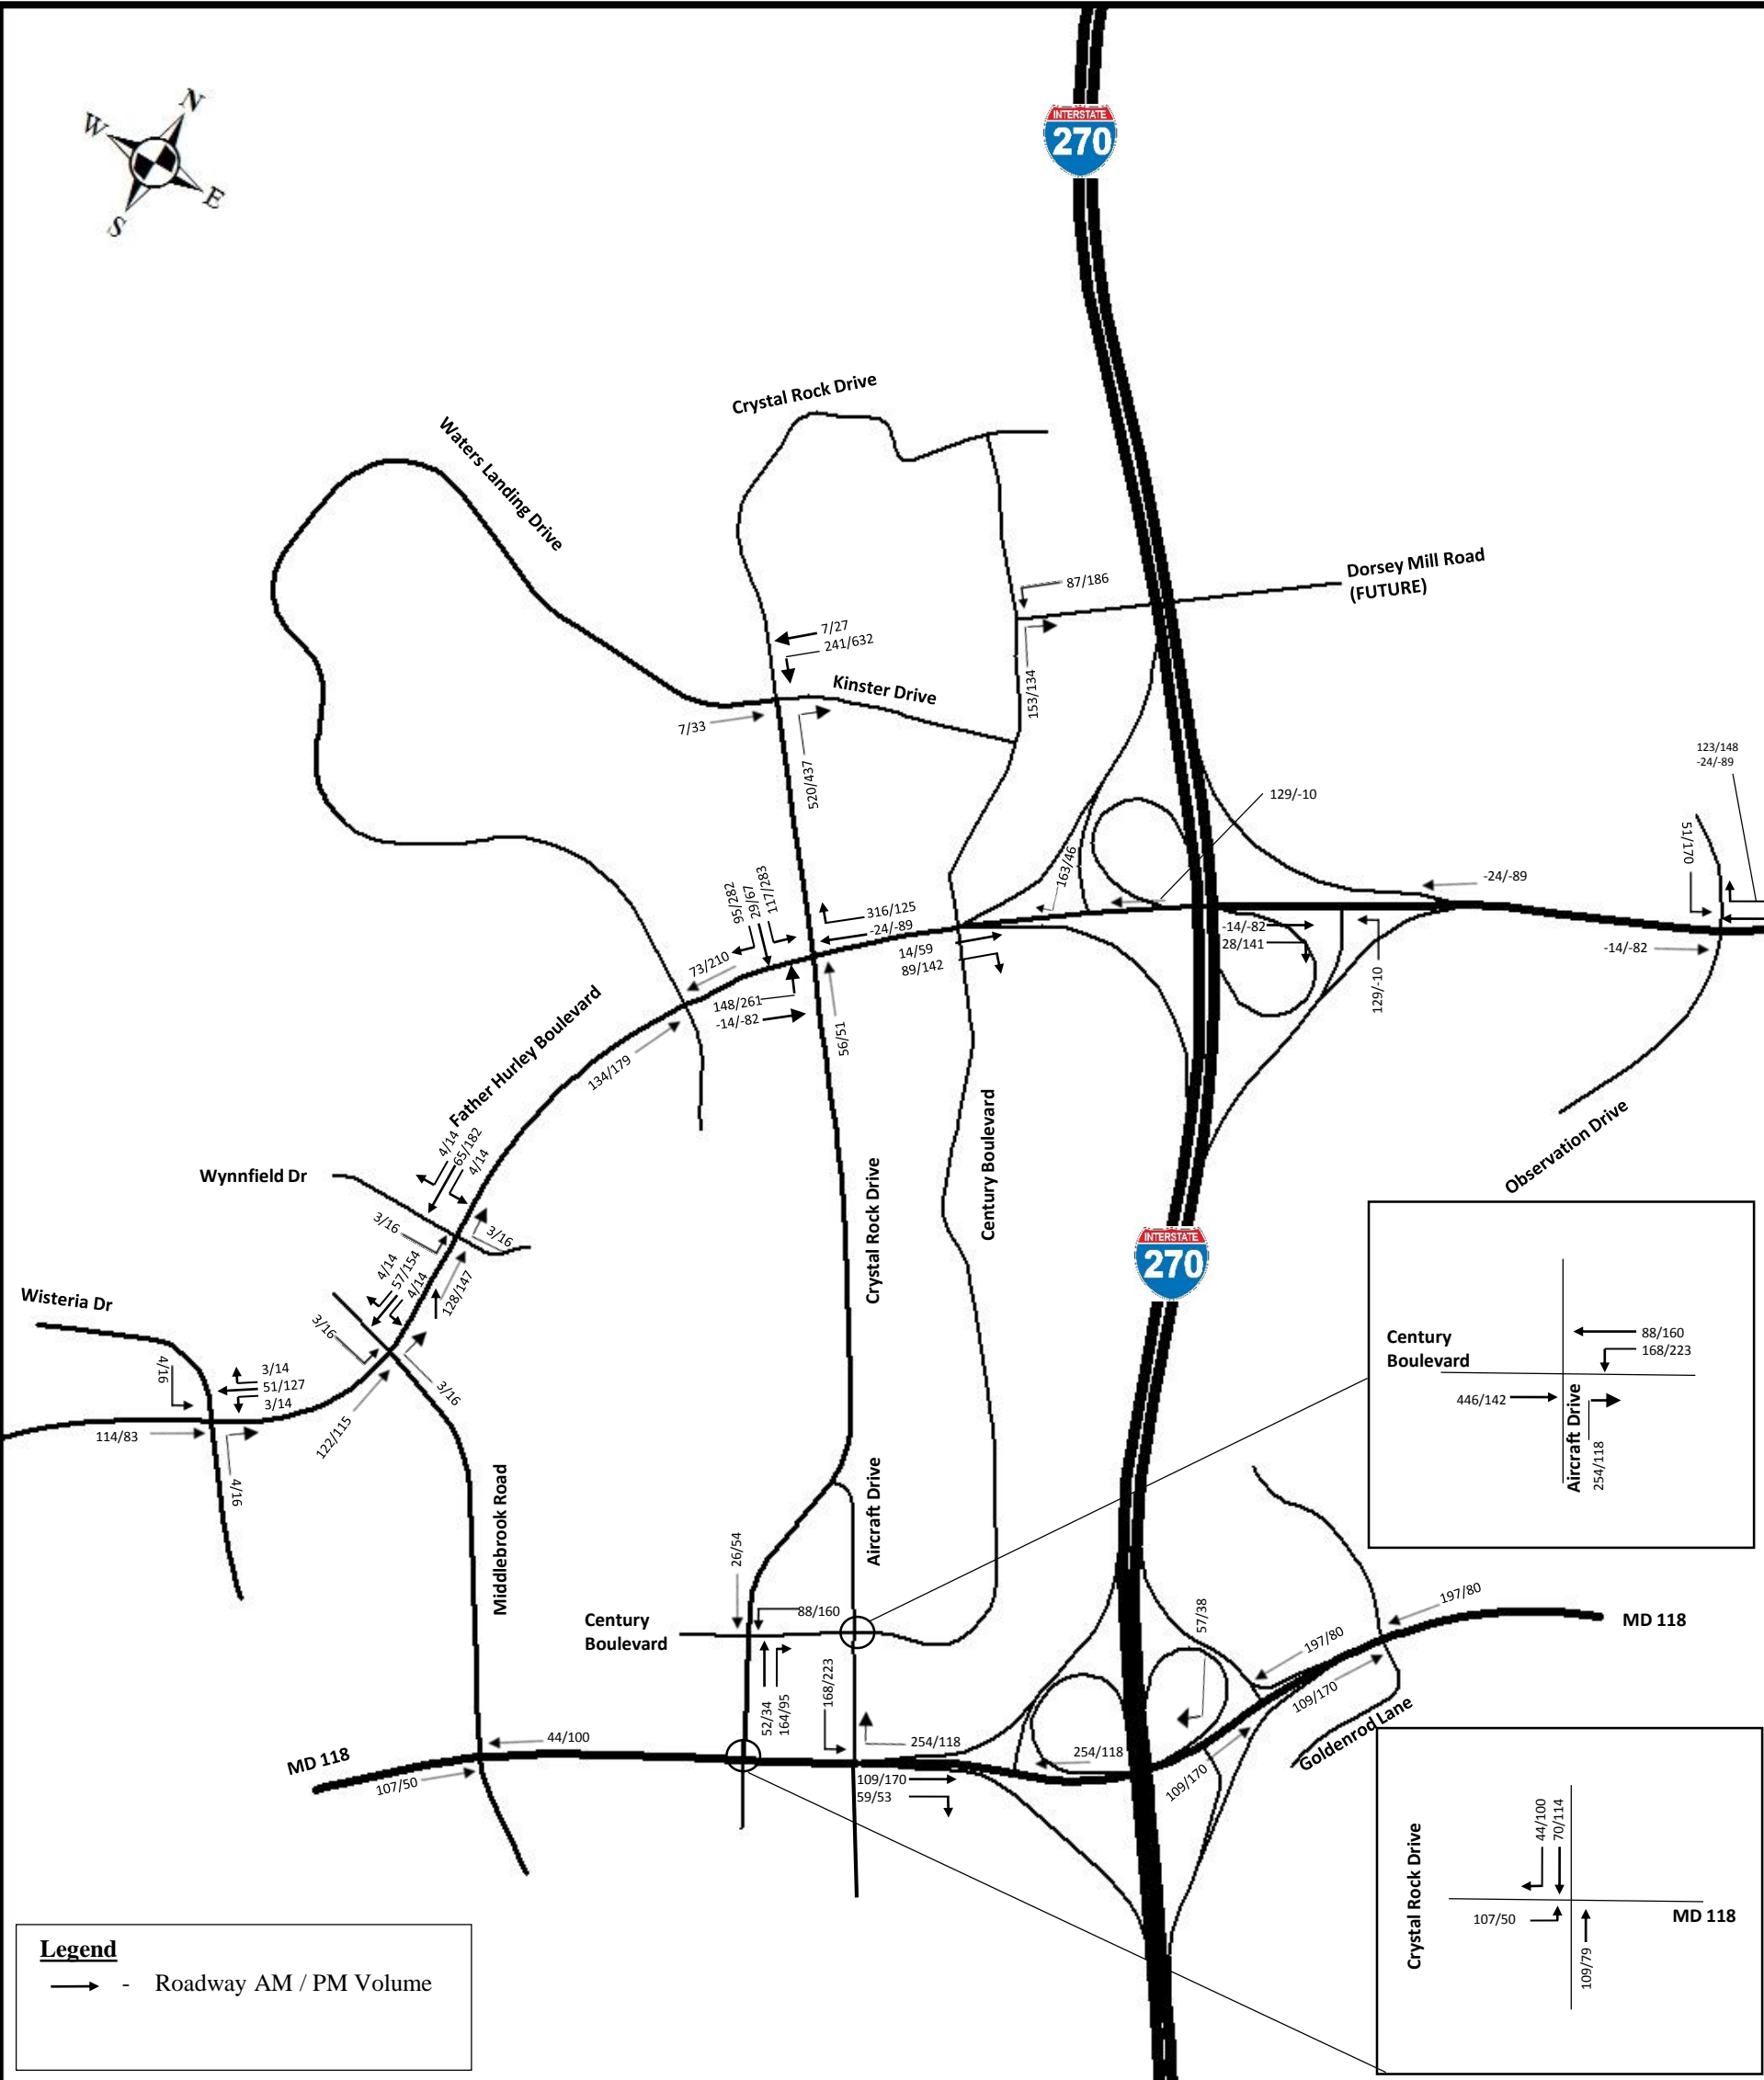 N
W
E
S
INTERSTATE
270
Crystal Rock Drive
Waters Landing Drive
Dorsey Mill Road
(FUTURE)
87/186
7/27
241/632
Kinster Drive
7/33
153/134
520/437
129/-10
123/148
-24/-89
51/170
163/46
-24/-89
95/282
29/67
117/283
316/125
-24/-89
14/59
89/142
-14/-82
28/141
-14/-82
73/210
148/261
-14/-82
56/51
129/-10
134/179
Father Hurley Boulevard
Century Boulevard
Crystal Rock Drive
Observation Drive
Wynnfield Dr
4/14
65/182
4/14
3/16
3/16
4/14
57/154
4/14
128/147
INTERSTATE
270
Wisteria Dr
3/16
4/16
3/14
51/127
3/14
3/16
114/83
122/115
4/16
Century
Boulevard
88/160
168/223
446/142
Aircraft Drive
254/118
Middlebrook Road
Aircraft Drive
26/54
Century
Boulevard
88/160
57/38
197/80
MD 118
197/80
168/223
52/34
164/95
109/170
Goldenrod Lane
44/100
254/118
254/118
MD 118
107/50
109/170
59/53
109/170
Crystal Rock Drive
44/100
70/114
107/50
MD 118
109/79
Legend
- Roadway AM / PM Volume